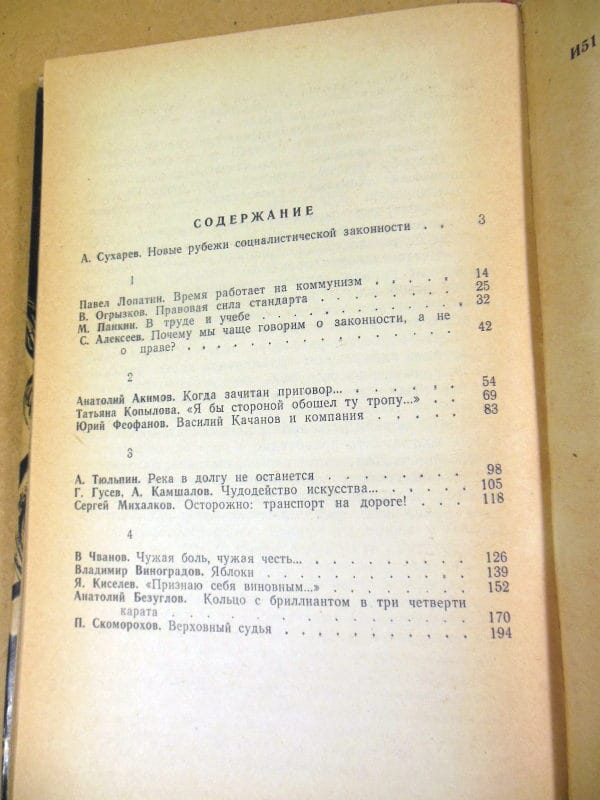 И51
СОДЕРЖАНИЕ
А. Сухарев. Новые рубежи социалистической законности . . 3
1
Павел Лопатин. Время работает на коммунизм . . . . . 14
В. Огрызков. Правовая сила стандарта . . . . . . . . 25
М. Панкин. В труде и учебе . . . . . . . . . . . . 32
С. Алексеев. Почему мы чаще говорим о законности, а не
о праве? . . . . . . . . . . . . . . . . . 42
2
Анатолий Акимов. Когда зачитан приговор... . . . . . . 54
Татьяна Копылова. «Я бы стороной обошел ту тропу...» . . 69
Юрий Феофанов. Василий Качанов и компания . . . . . 83
3
А. Тюльпин. Река в долгу не останется . . . . . . . . 98
Г. Гусев, А. Камшалов. Чудодейство искусства... . . . . . 105
Сергей Михалков. Осторожно: транспорт на дороге! . . . 118
4
В Чванов. Чужая боль, чужая честь... . . . . . . . . 126
Владимир Виноградов. Яблоки . . . . . . . . . . . 139
Я. Киселев. «Признаю себя виновным...» . . . . . . . 152
Анатолий Безуглов. Кольцо с бриллиантом в три четверти
карата . . . . . . . . . . . . . . . . . 170
П. Скоморохов. Верховный судья . . . . . . . . . . 194